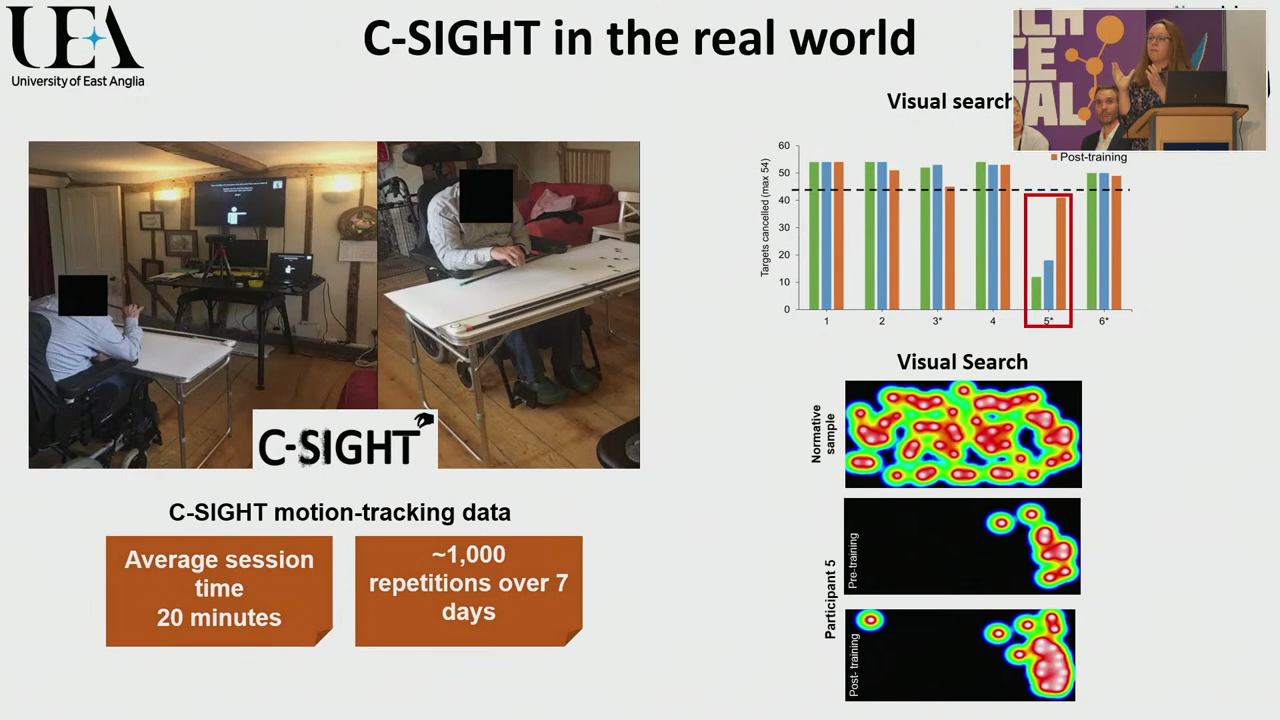 UEA
University of East Anglia
C-SIGHT in the real world
Visual search
Post-training
Targets cancelled (max 54)
60
50
40
30
20
10
0
1
2
3*
4
5*
6*
C-SIGHT
C-SIGHT motion-tracking data
Average session
time
20 minutes
~1,000
repetitions over 7
days
Visual Search
Normative
sample
Participant 5
Pre-training
Post- training